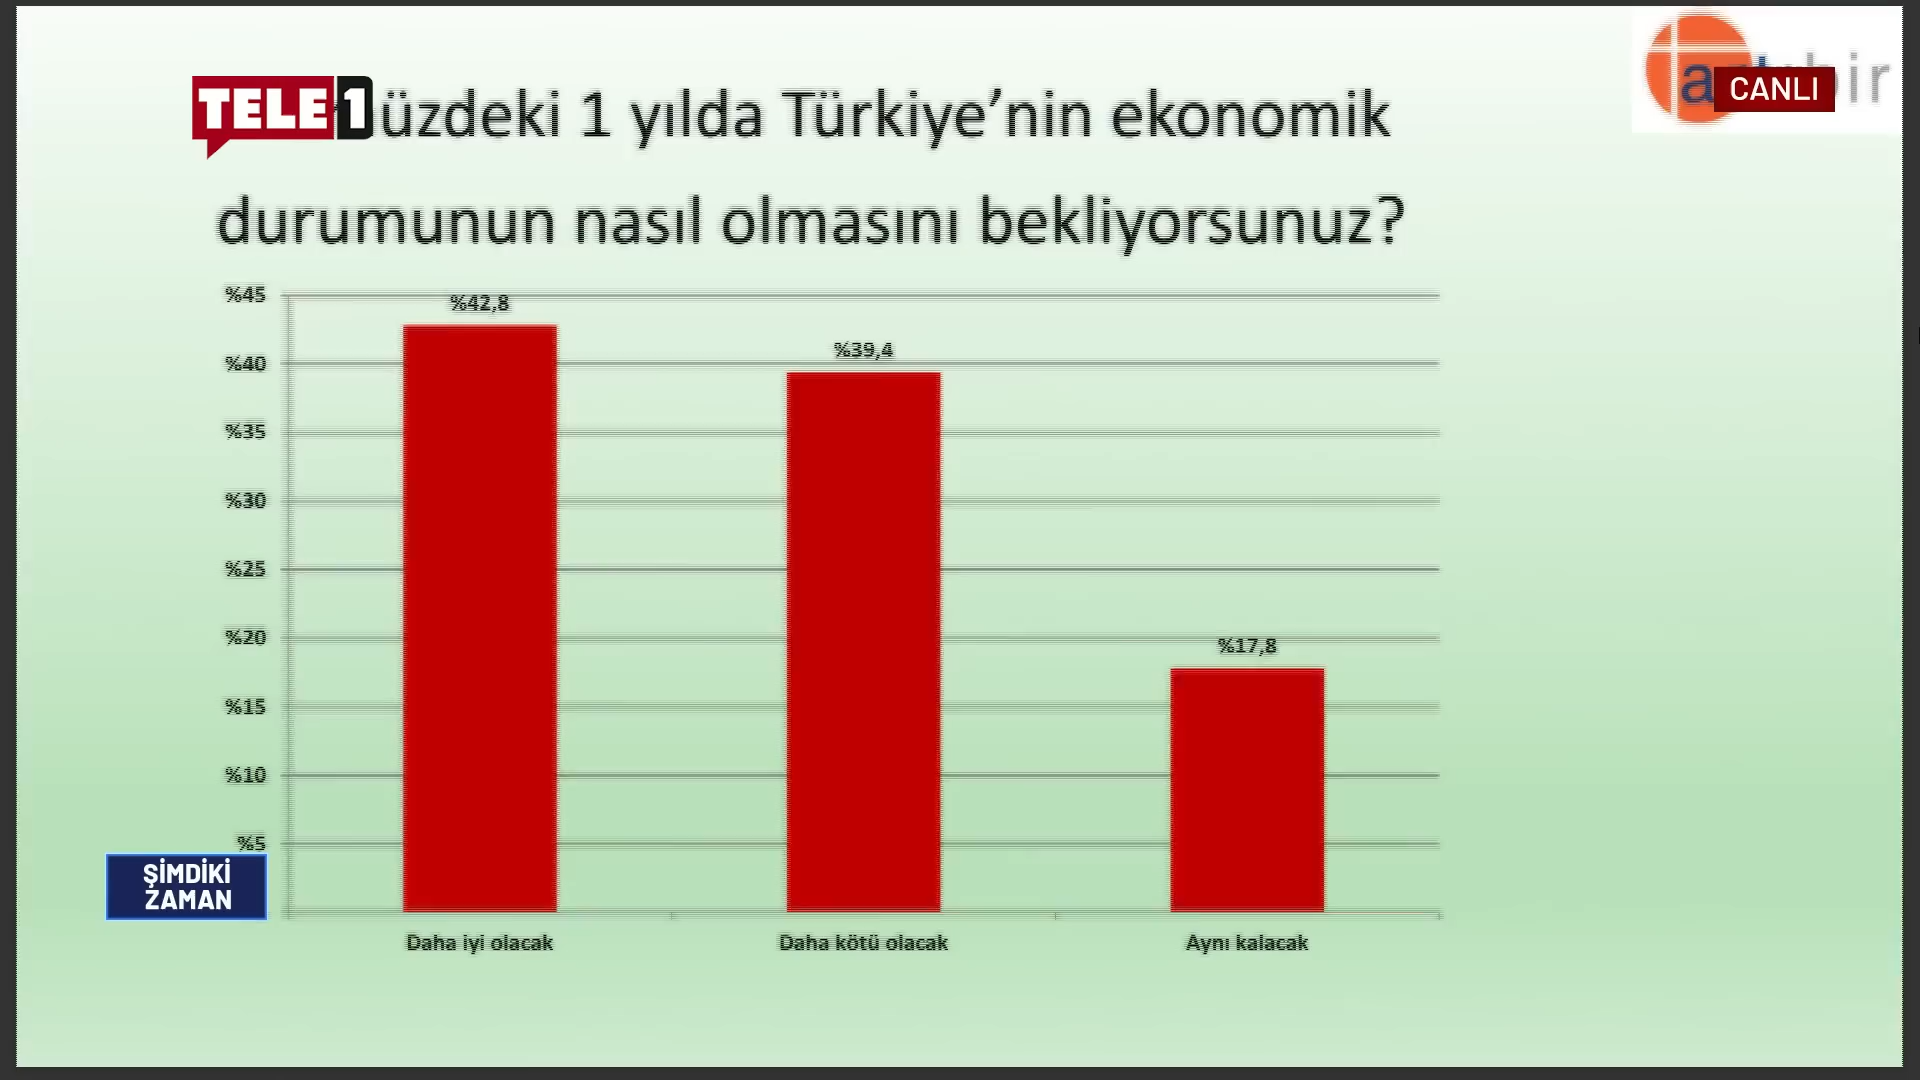 TELE1
üzdeki 1 yılda Türkiye’nin ekonomik
durumunun nasıl olmasını bekliyorsunuz?
CANLI
%45
%40
%35
%30
%25
%20
%15
%10
%5
%42,8
%39,4
%17,8
Daha iyi olacak
Daha kötü olacak
Aynı kalacak
ŞİMDİKİ
ZAMAN